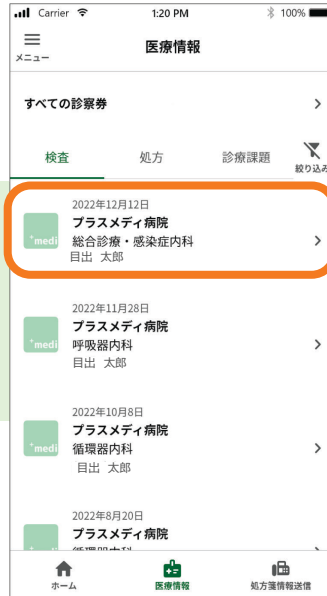 Carrier 1:20 PM 100%
メニュー
医療情報
すべての診察券
検査 処方 診療課題 絞り込み
2022年12月12日
プラスメディ病院
総合診療・感染症内科
目出 太郎
+medi
2022年11月28日
プラスメディ病院
呼吸器内科
目出 太郎
+medi
2022年10月8日
プラスメディ病院
循環器内科
目出 太郎
+medi
2022年8月20日
プラスメディ病院
ホーム 医療情報 処方箋情報送信